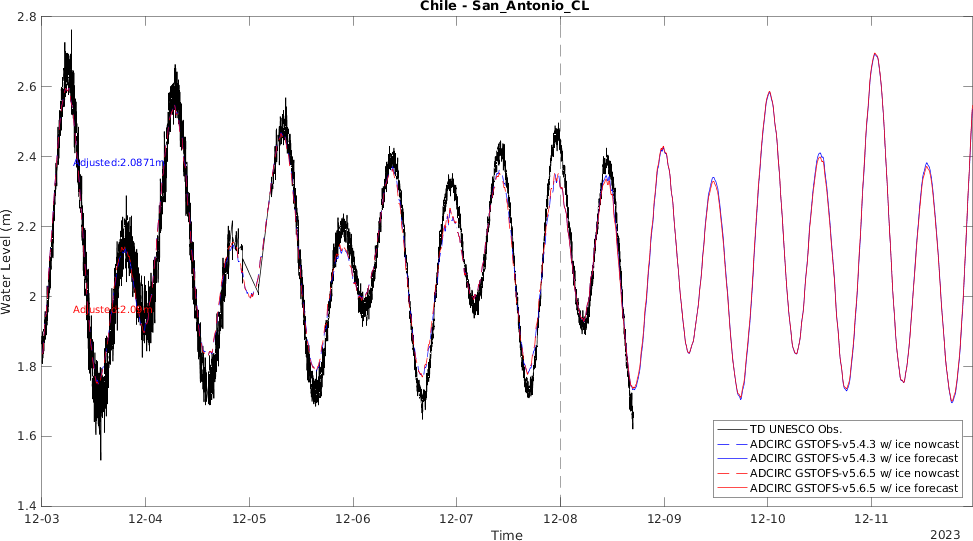 Chile - San_Antonio_CL
2.8
2.6
2.4
2.2
2
1.8
1.6
1.4
Water Level (m)
Adjusted:2.0871m
12-03
12-04
12-05
12-06
12-07
12-08
12-09
12-10
12-11
Time
2023
TD UNESCO Obs.
ADCIRC GSTOFS-v5.4.3 w/ ice nowcast
ADCIRC GSTOFS-v5.4.3 w/ ice forecast
ADCIRC GSTOFS-v5.6.5 w/ ice nowcast
ADCIRC GSTOFS-v5.6.5 w/ ice forecast